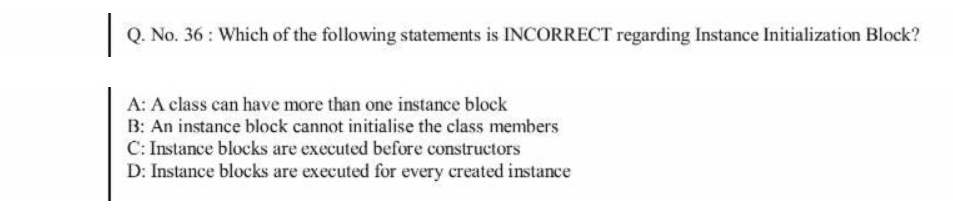 Q. No. 36 : Which of the following statements is INCORRECT regarding Instance Initialization Block?
A: A class can have more than one instance block
B: An instance block cannot initialise the class members
C: Instance blocks are executed before constructors
D: Instance blocks are executed for every created instance